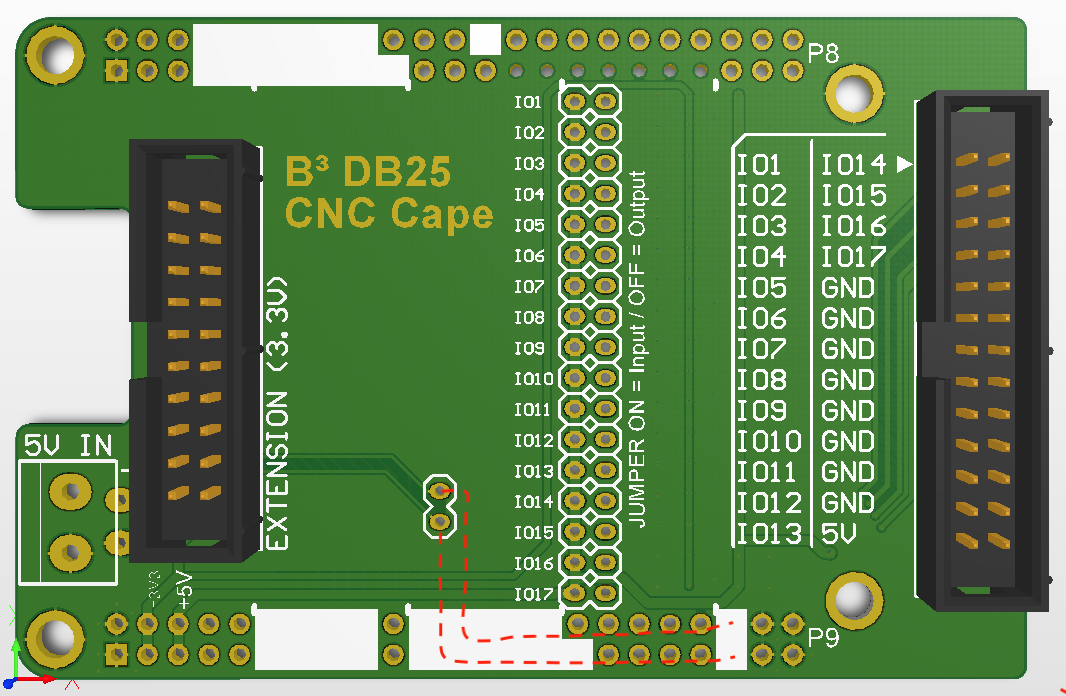 P8
B³ DB25
CNC Cape
IO1
IO2
IO3
IO4
IO5
IO6
IO7
IO8
IO9
IO10
IO11
IO12
IO13
IO14
IO15
IO16
IO17
JUMPER ON = Input / OFF = Output
IO1 IO14
IO2 IO15
IO3 IO16
IO4 IO17
IO5 GND
IO6 GND
IO7 GND
IO8 GND
IO9 GND
IO10 GND
IO11 GND
IO12 GND
IO13 5V
EXTENSION (3.3V)
5V IN
+5V
P9